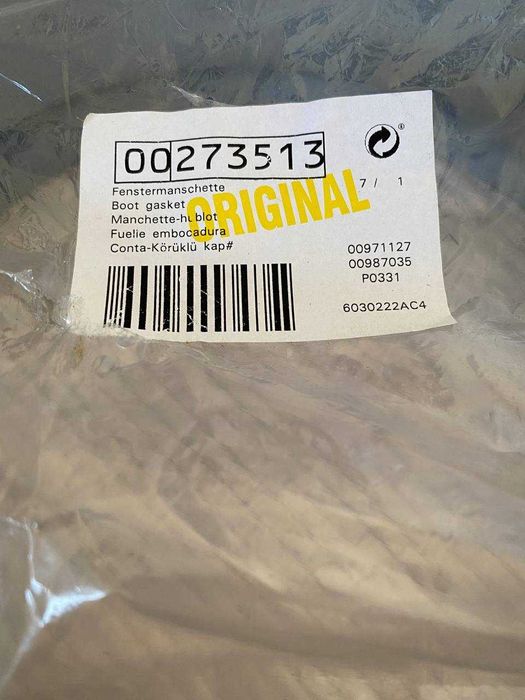 00273513
Fenstermanschette
Boot gasket
Manchette-hublot
Fuelie embocadura
Conta-Körüklü kap#
ORIGINAL
7 / 1
00971127
00987035
P0331
6030222AC4